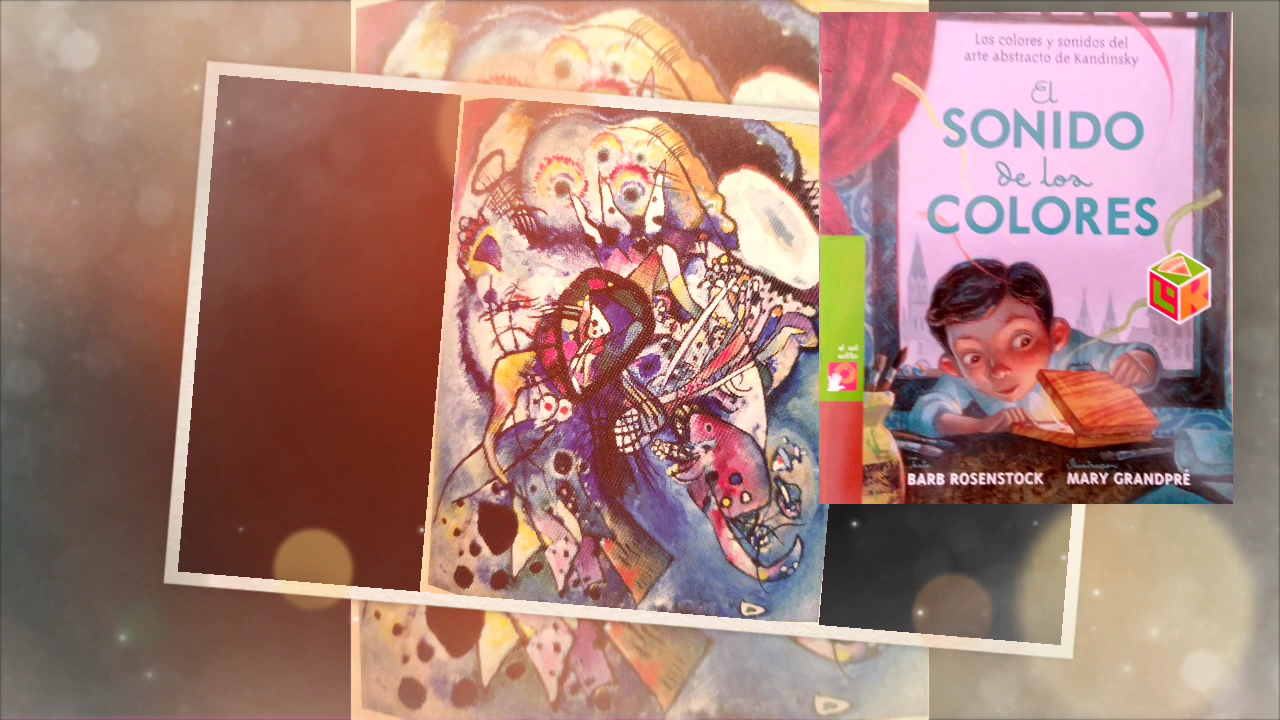 Los colores y sonidos del
arte abstracto de Kandinsky
El
SONIDO
de los
COLORES
BARB ROSENSTOCK
MARY GRANDPRÉ